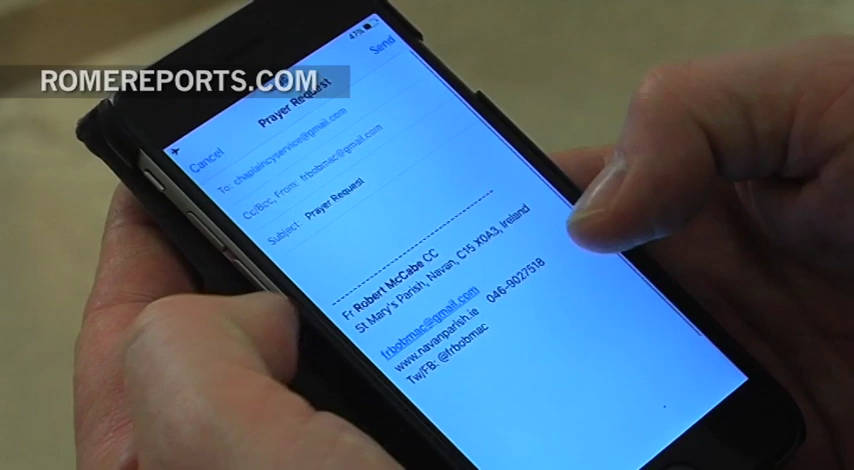 ROMEREPORTS.COM
47%
Cancel
Prayer Request
Send
To: chaplaincyservice@gmail.com
Cc/Bcc, From: frbobmac@gmail.com
Subject: Prayer Request
Fr Robert McCabe CC
St Mary's Parish, Navan, C15 X0A3, Ireland
frbobmac@gmail.com 046-9027518
www.navanparish.ie
Tw/FB: @frbobmac